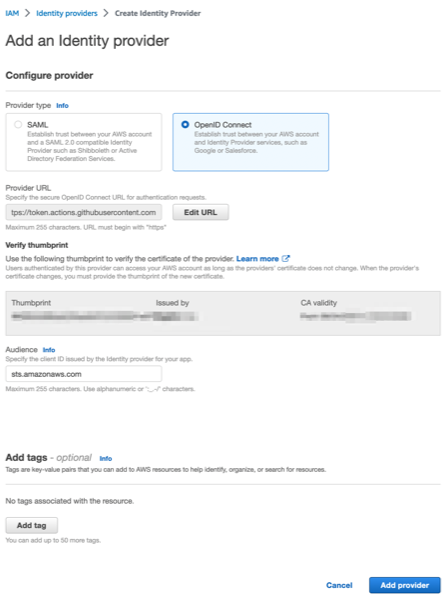 IAM > Identity providers > Create Identity Provider
Add an Identity provider
Configure provider
Provider type Info
SAML
Establish trust between your AWS account
and a SAML 2.0 compatible Identity
Provider such as Shibboleth or Active
Directory Federation Services.
OpenID Connect
Establish trust between your AWS account
and Identity Provider services, such as
Google or Salesforce.
Provider URL
Specify the secure OpenID Connect URL for authentication requests.
tps://token.actions.githubusercontent.com
Edit URL
Maximum 255 characters. URL must begin with "https"
Verify thumbprint
Use the following thumbprint to verify the certificate of the provider. Learn more
Users authenticated by this provider can access your AWS account as long as the providers' certificate does not change. When the provider's
certificate changes, you must provide the thumbprint of the new certificate.
Thumbprint Issued by CA validity
Audience Info
Specify the client ID issued by the Identity provider for your app.
sts.amazonaws.com
Maximum 255 characters. Use alphanumeric or ':_.-/' characters.
Add tags - optional Info
Tags are key-value pairs that you can add to AWS resources to help identify, organize, or search for resources.
No tags associated with the resource.
Add tag
You can add up to 50 more tags.
Cancel Add provider